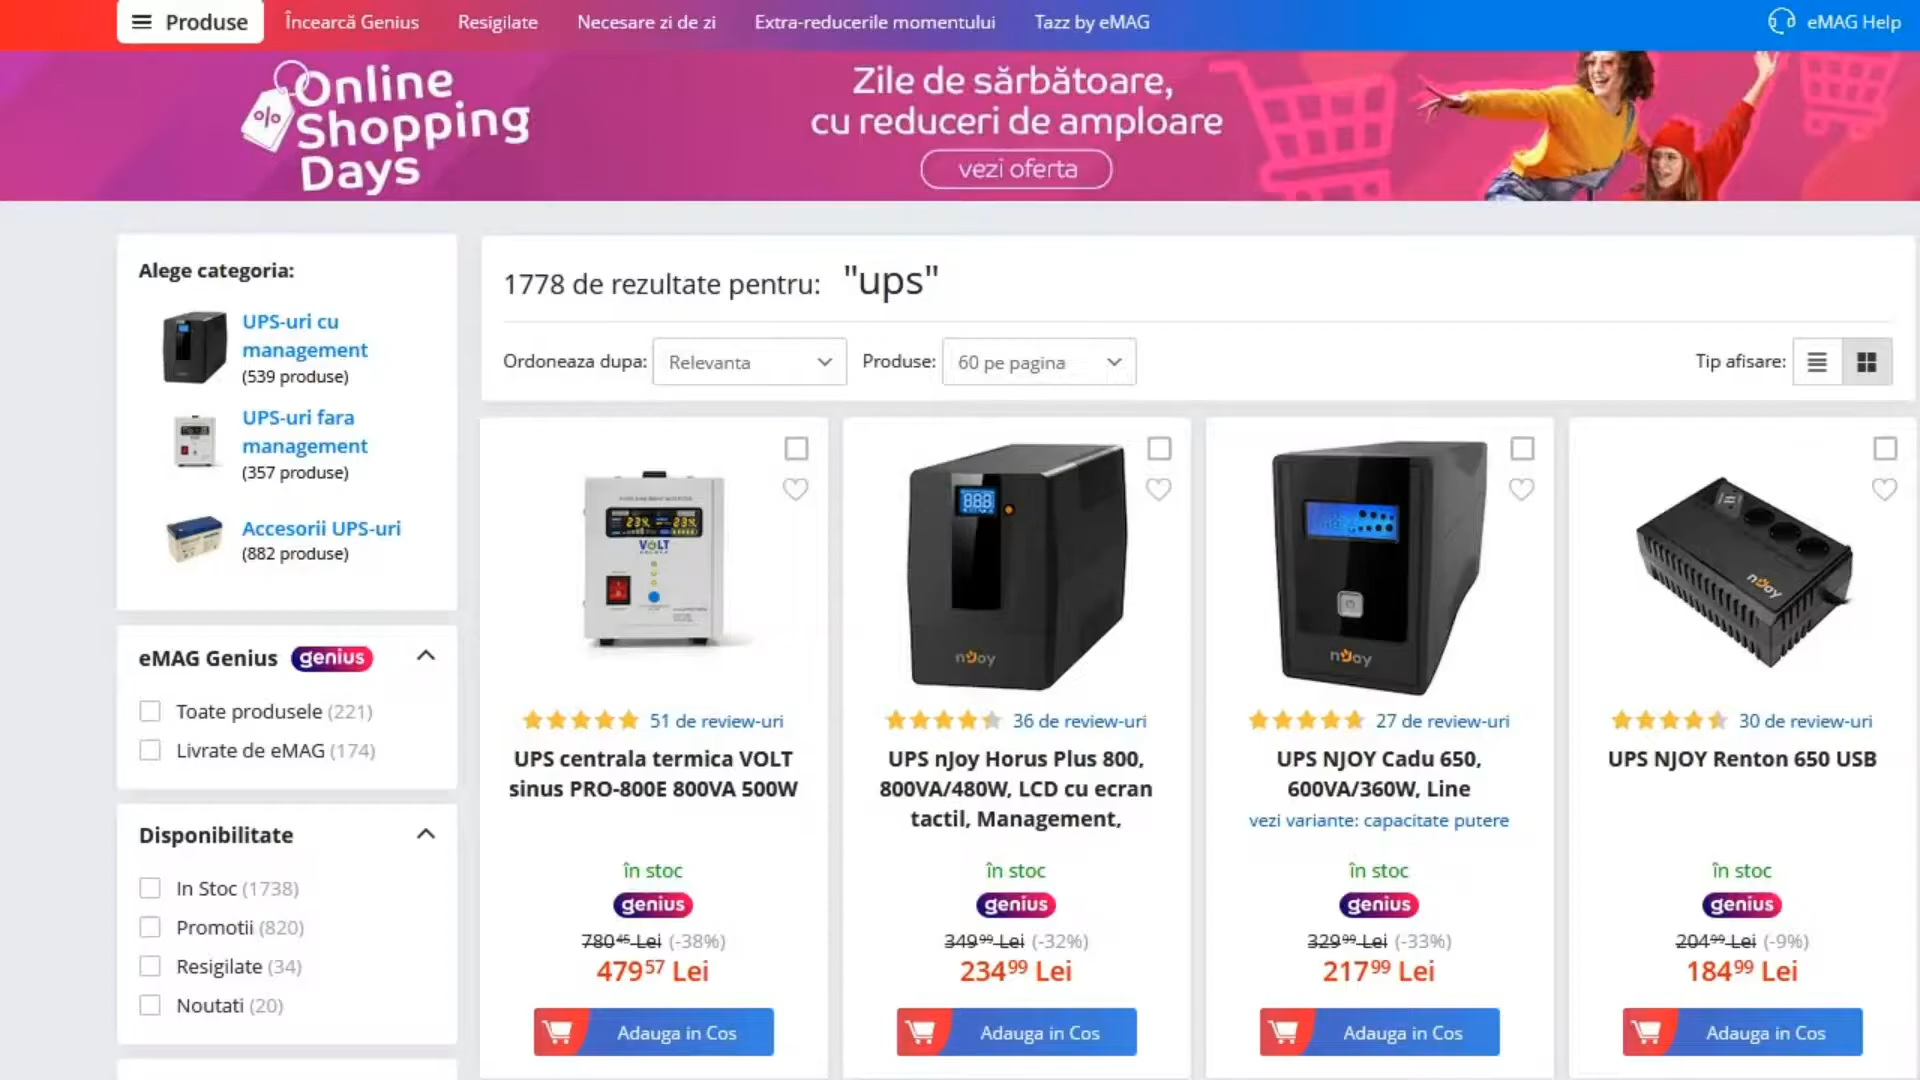 Produse
Încearcă Genius
Resigilate
Necesare zi de zi
Extra-reducerile momentului
Tazz by eMAG
eMAG Help
%
Online
Shopping
Days
Zile de sărbătoare,
cu reduceri de amploare
vezi oferta
Alege categoria:
UPS-uri cu
management
(539 produse)
UPS-uri fara
management
(357 produse)
Accesorii UPS-uri
(882 produse)
eMAG Genius genius
Toate produsele (221)
Livrate de eMAG (174)
Disponibilitate
In Stoc (1738)
Promotii (820)
Resigilate (34)
Noutati (20)
1778 de rezultate pentru: "ups"
Ordoneaza dupa: Relevanta
Produse: 60 pe pagina
Tip afisare:
234 234
VOLT
51 de review-uri
UPS centrala termica VOLT
sinus PRO-800E 800VA 500W
în stoc
genius
780⁴⁵ Lei (-38%)
479⁵⁷ Lei
Adauga in Cos
888
nJoy
36 de review-uri
UPS nJoy Horus Plus 800,
800VA/480W, LCD cu ecran
tactil, Management,
în stoc
genius
349⁹⁹ Lei (-32%)
234⁹⁹ Lei
Adauga in Cos
nJoy
27 de review-uri
UPS NJOY Cadu 650,
600VA/360W, Line
vezi variante: capacitate putere
în stoc
genius
329⁹⁹ Lei (-33%)
217⁹⁹ Lei
Adauga in Cos
nJoy
30 de review-uri
UPS NJOY Renton 650 USB
în stoc
genius
204⁹⁹ Lei (-9%)
184⁹⁹ Lei
Adauga in Cos